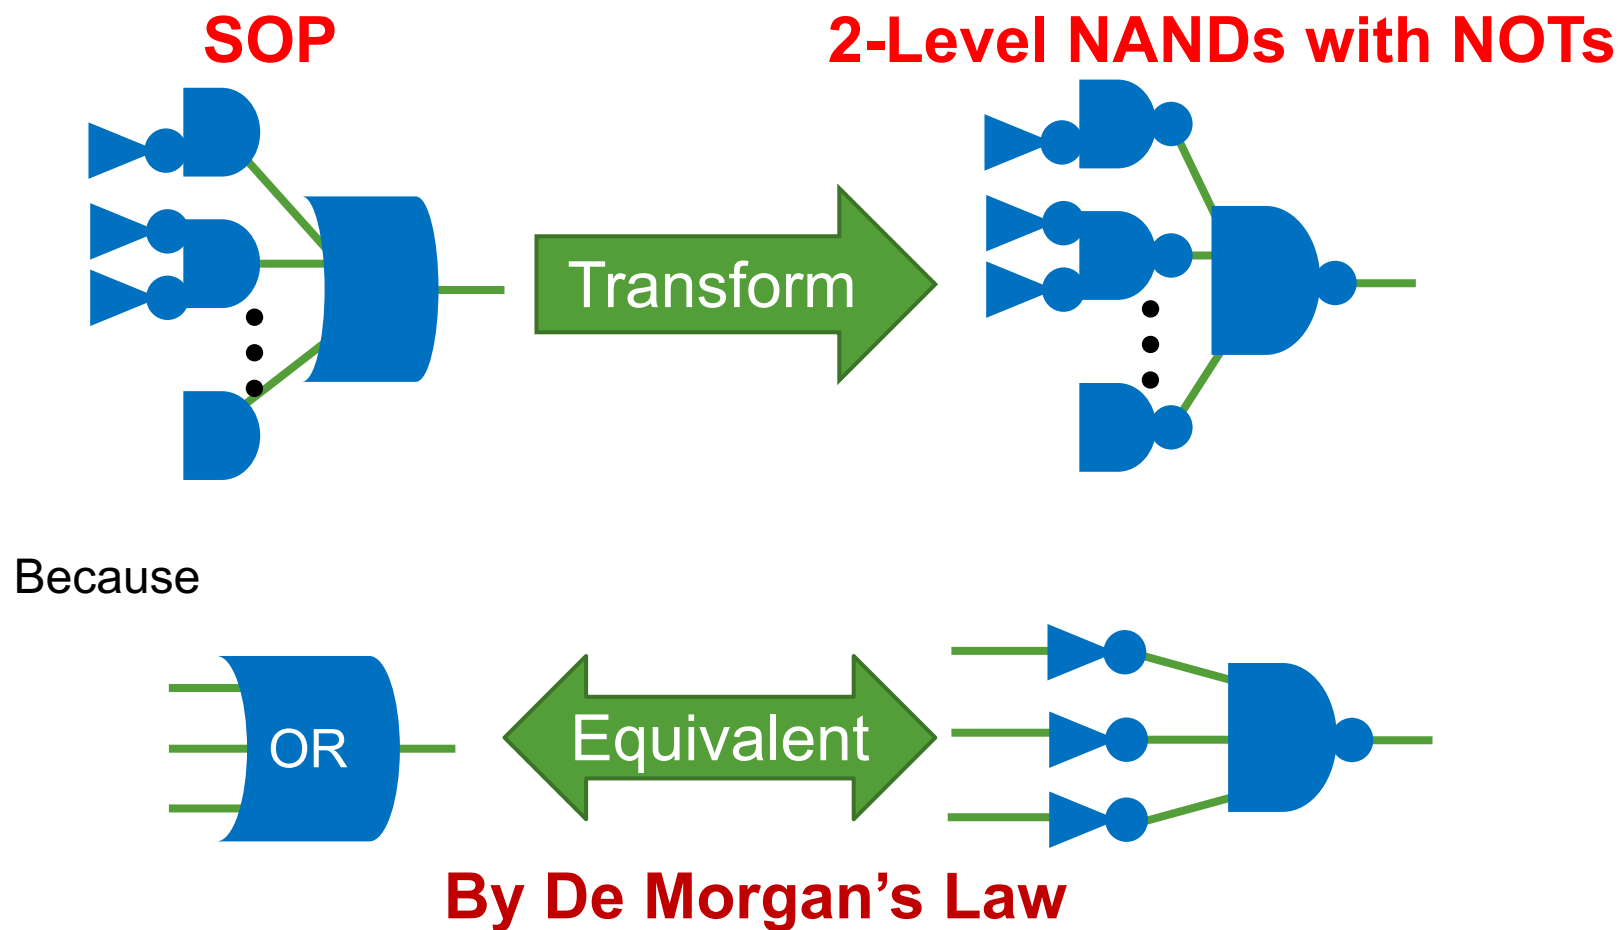 SOP
2-Level NANDs with NOTs
Transform
Because
OR
Equivalent
By De Morgan’s Law